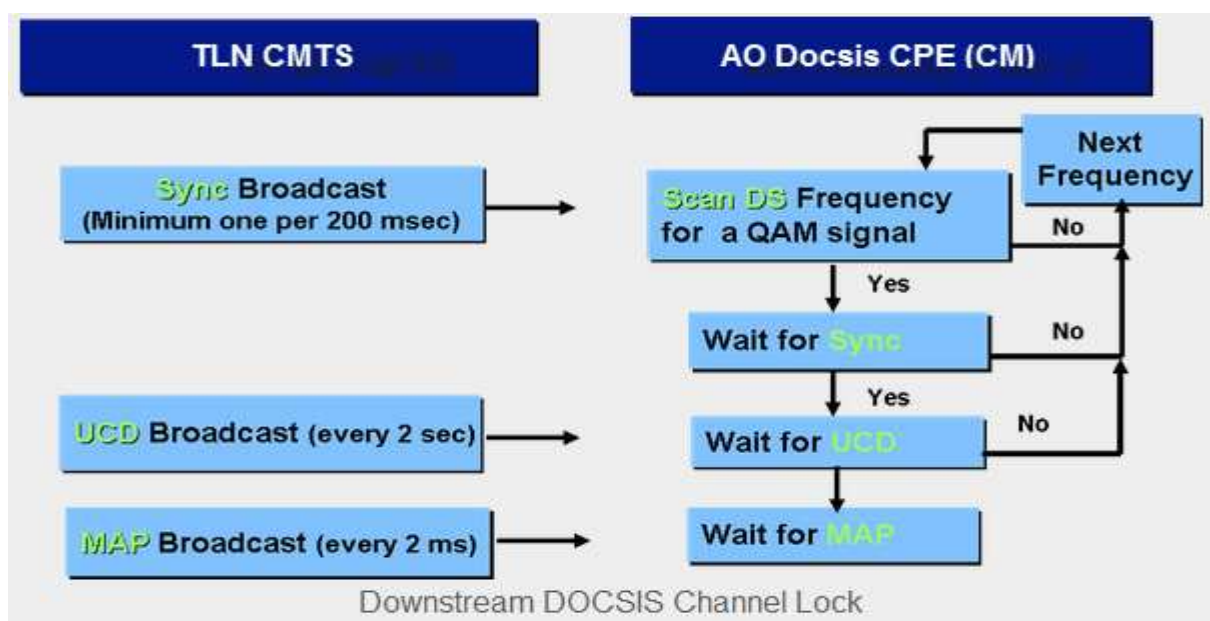 TLN CMTS
AO Docsis CPE (CM)
Sync Broadcast
(Minimum one per 200 msec)
Next
Frequency
Scan DS Frequency
for a QAM signal
No
Yes
Wait for Sync
No
Yes
UCD Broadcast (every 2 sec)
Wait for UCD
No
MAP Broadcast (every 2 ms)
Wait for MAP
Downstream DOCSIS Channel Lock